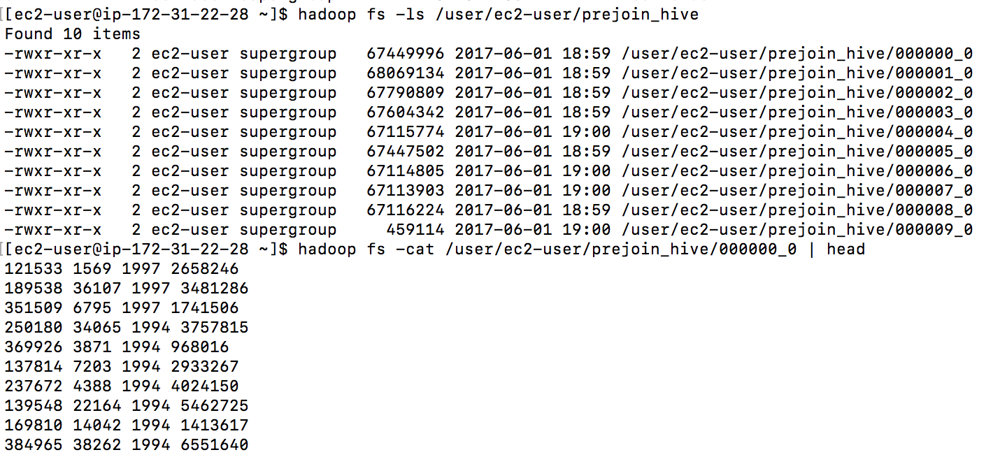 [[ec2-user@ip-172-31-22-28 ~]$ hadoop fs -ls /user/ec2-user/prejoin_hive
Found 10 items
-rwxr-xr-x   2 ec2-user supergroup   67449996 2017-06-01 18:59 /user/ec2-user/prejoin_hive/000000_0
-rwxr-xr-x   2 ec2-user supergroup   68069134 2017-06-01 18:59 /user/ec2-user/prejoin_hive/000001_0
-rwxr-xr-x   2 ec2-user supergroup   67790809 2017-06-01 18:59 /user/ec2-user/prejoin_hive/000002_0
-rwxr-xr-x   2 ec2-user supergroup   67604342 2017-06-01 18:59 /user/ec2-user/prejoin_hive/000003_0
-rwxr-xr-x   2 ec2-user supergroup   67115774 2017-06-01 19:00 /user/ec2-user/prejoin_hive/000004_0
-rwxr-xr-x   2 ec2-user supergroup   67447502 2017-06-01 18:59 /user/ec2-user/prejoin_hive/000005_0
-rwxr-xr-x   2 ec2-user supergroup   67114805 2017-06-01 19:00 /user/ec2-user/prejoin_hive/000006_0
-rwxr-xr-x   2 ec2-user supergroup   67113903 2017-06-01 19:00 /user/ec2-user/prejoin_hive/000007_0
-rwxr-xr-x   2 ec2-user supergroup   67116224 2017-06-01 18:59 /user/ec2-user/prejoin_hive/000008_0
-rwxr-xr-x   2 ec2-user supergroup     459114 2017-06-01 19:00 /user/ec2-user/prejoin_hive/000009_0
[[ec2-user@ip-172-31-22-28 ~]$ hadoop fs -cat /user/ec2-user/prejoin_hive/000000_0 | head
121533 1569 1997 2658246
189538 36107 1997 3481286
351509 6795 1997 1741506
250180 34065 1994 3757815
369926 3871 1994 968016
137814 7203 1994 2933267
237672 4388 1994 4024150
139548 22164 1994 5462725
169810 14042 1994 1413617
384965 38262 1994 6551640